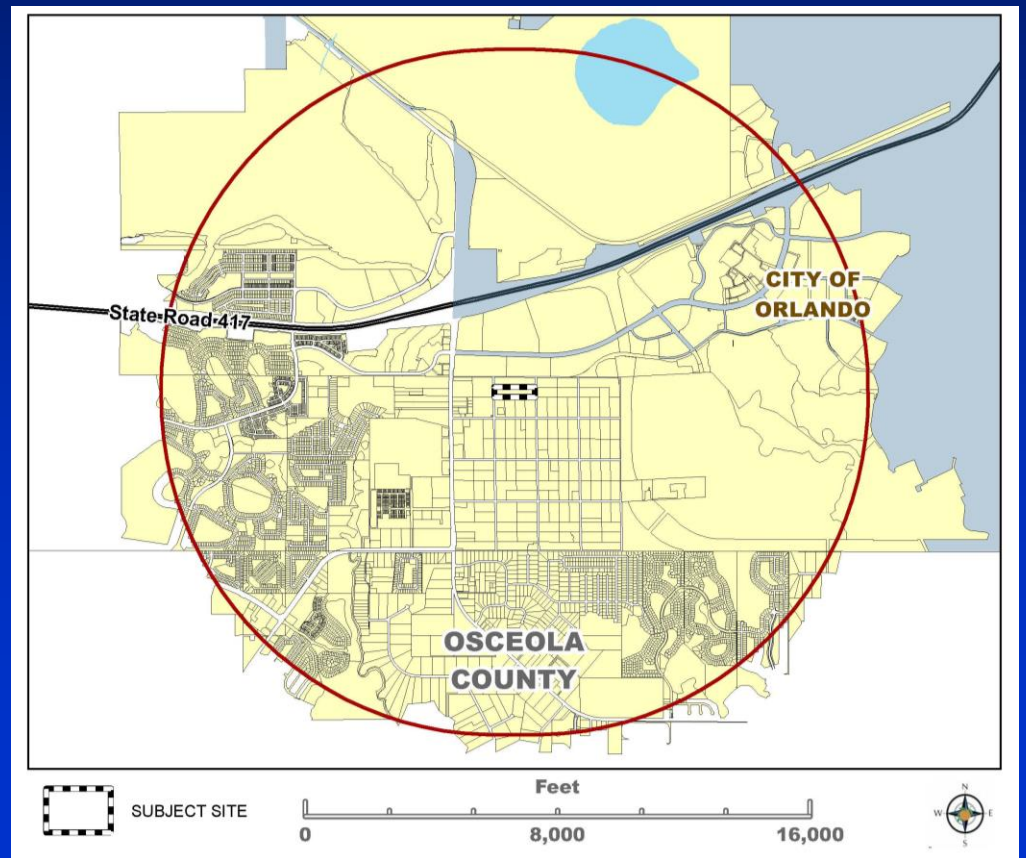 CITY OF
ORLANDO
State Road 417
OSCEOLA
COUNTY
SUBJECT SITE
Feet
0
8,000
16,000
N
W
E
S